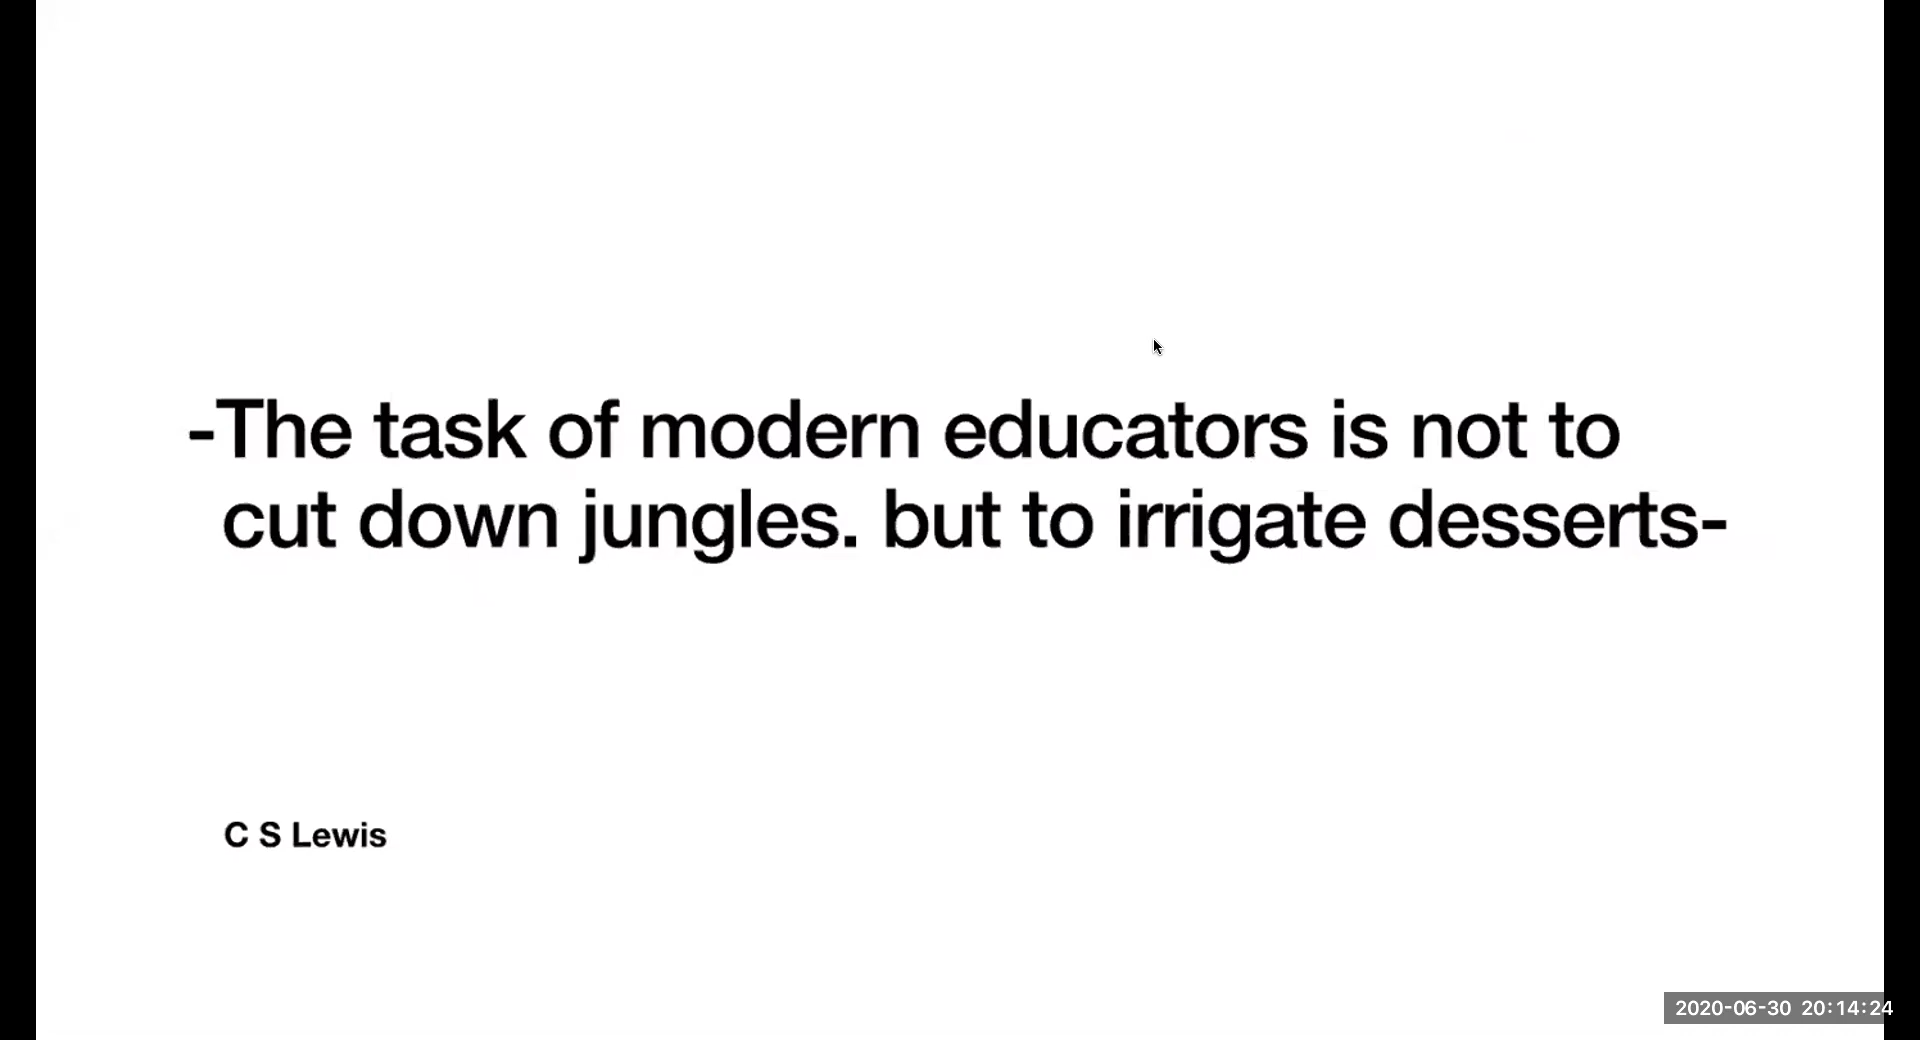 -The task of modern educators is not to
cut down jungles. but to irrigate desserts-
C S Lewis
2020-06-30 20:14:24